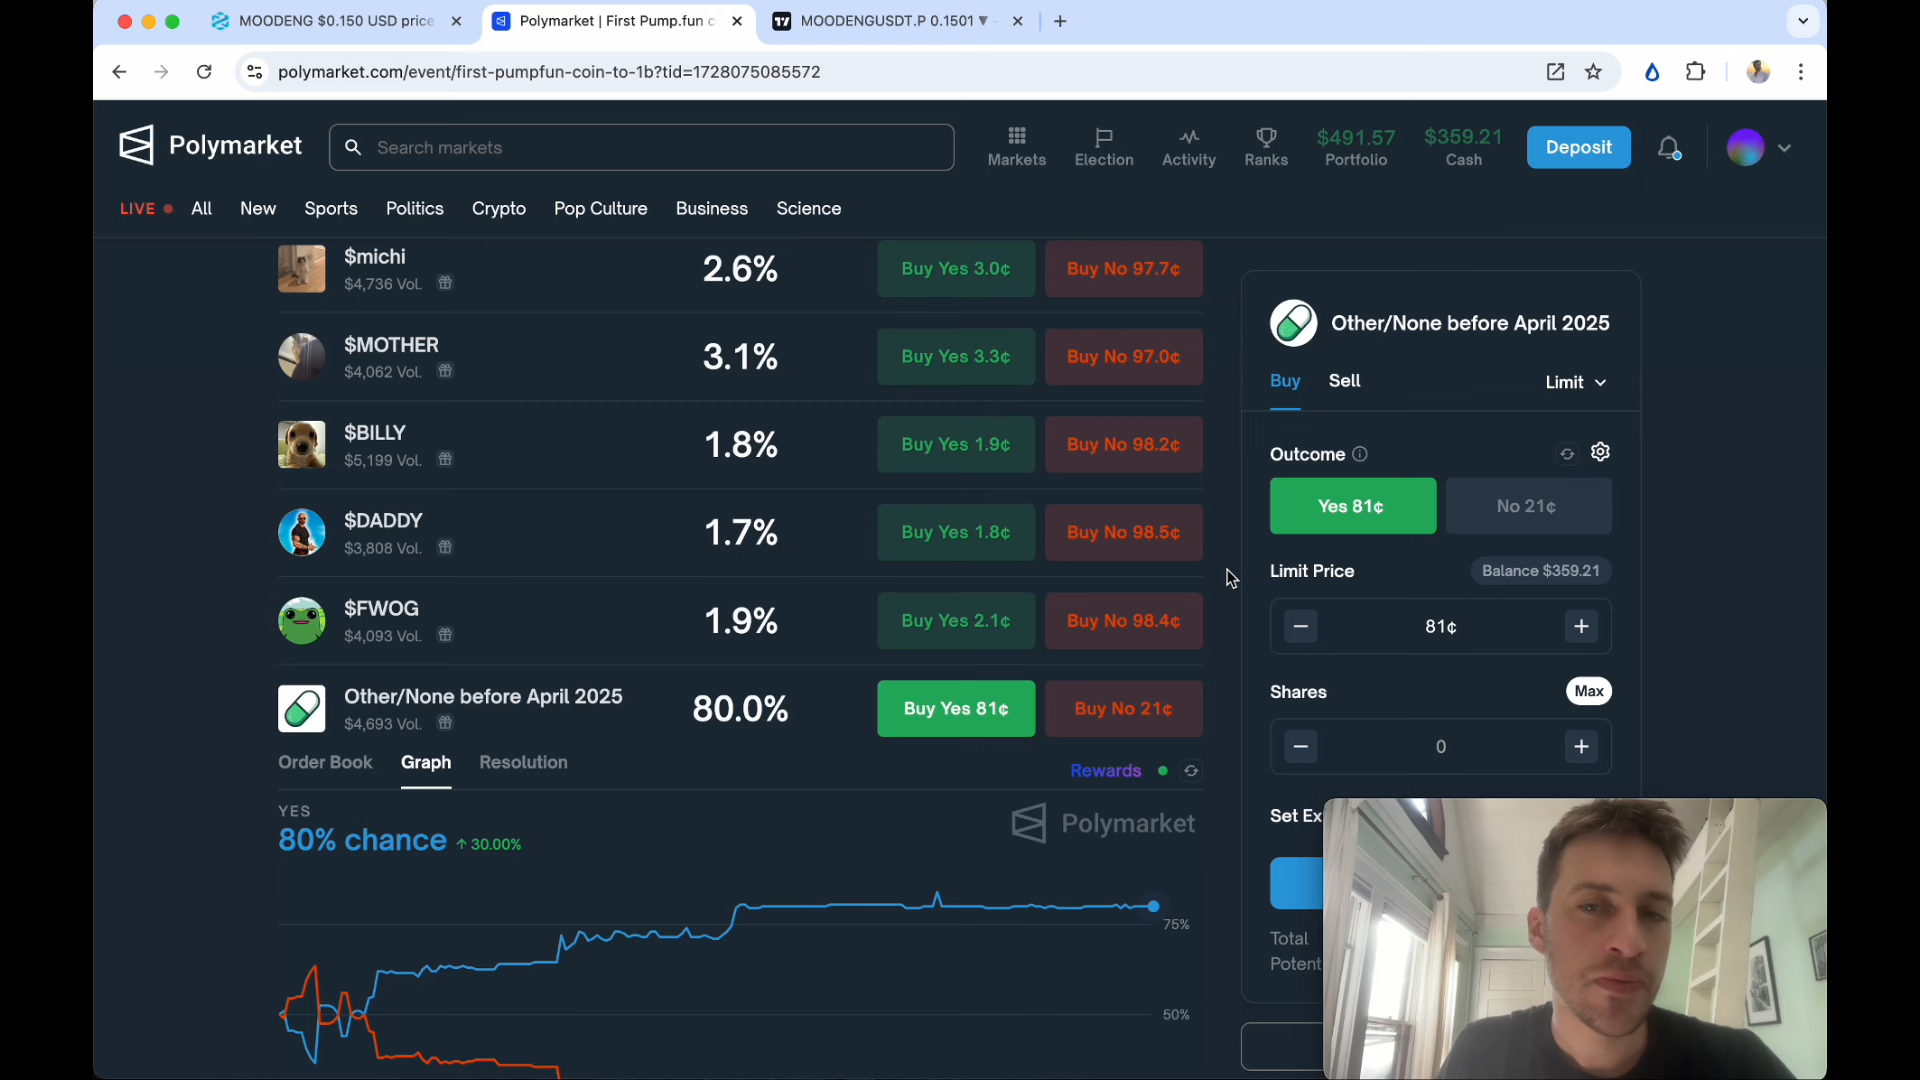 MOODENG $0.150 USD price
Polymarket | First Pump.fun c
MOODENGUSDT.P 0.1501 ▼
polymarket.com/event/first-pumpfun-coin-to-1b?tid=1728075085572
Polymarket
Search markets
Markets
Election
Activity
Ranks
$491.57
Portfolio
$359.21
Cash
Deposit
LIVE
All
New
Sports
Politics
Crypto
Pop Culture
Business
Science
$michi
$4,736 Vol.
2.6%
Buy Yes 3.0¢
Buy No 97.7¢
$MOTHER
$4,062 Vol.
3.1%
Buy Yes 3.3¢
Buy No 97.0¢
$BILLY
$5,199 Vol.
1.8%
Buy Yes 1.9¢
Buy No 98.2¢
$DADDY
$3,808 Vol.
1.7%
Buy Yes 1.8¢
Buy No 98.5¢
$FWOG
$4,093 Vol.
1.9%
Buy Yes 2.1¢
Buy No 98.4¢
Other/None before April 2025
$4,693 Vol.
80.0%
Buy Yes 81¢
Buy No 21¢
Order Book
Graph
Resolution
Rewards
YES
80% chance ↑ 30.00%
Polymarket
75%
50%
Other/None before April 2025
Buy
Sell
Limit
Outcome
Yes 81¢
No 21¢
Limit Price
Balance $359.21
81¢
Shares
Max
0
Set Ex
Total
Potent